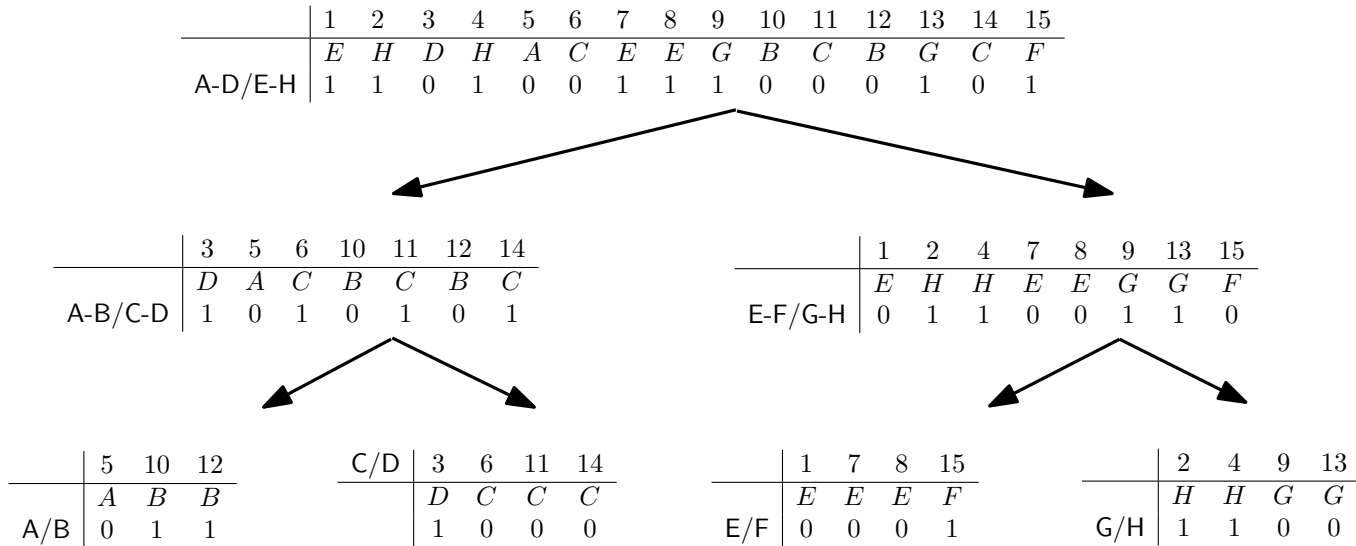 1 2 3 4 5 6 7 8 9 10 11 12 13 14 15
E H D H A C E E G B C B G C F
A-D/E-H 1 1 0 1 0 0 1 1 1 0 0 0 1 0 1
3 5 6 10 11 12 14
D A C B C B C
A-B/C-D 1 0 1 0 1 0 1
1 2 4 7 8 9 13 15
E H H E E G G F
E-F/G-H 0 1 1 0 0 1 1 0
5 10 12
A B B
A/B 0 1 1
C/D 3 6 11 14
D C C C
1 0 0 0
1 7 8 15
E E E F
E/F 0 0 0 1
2 4 9 13
H H G G
G/H 1 1 0 0